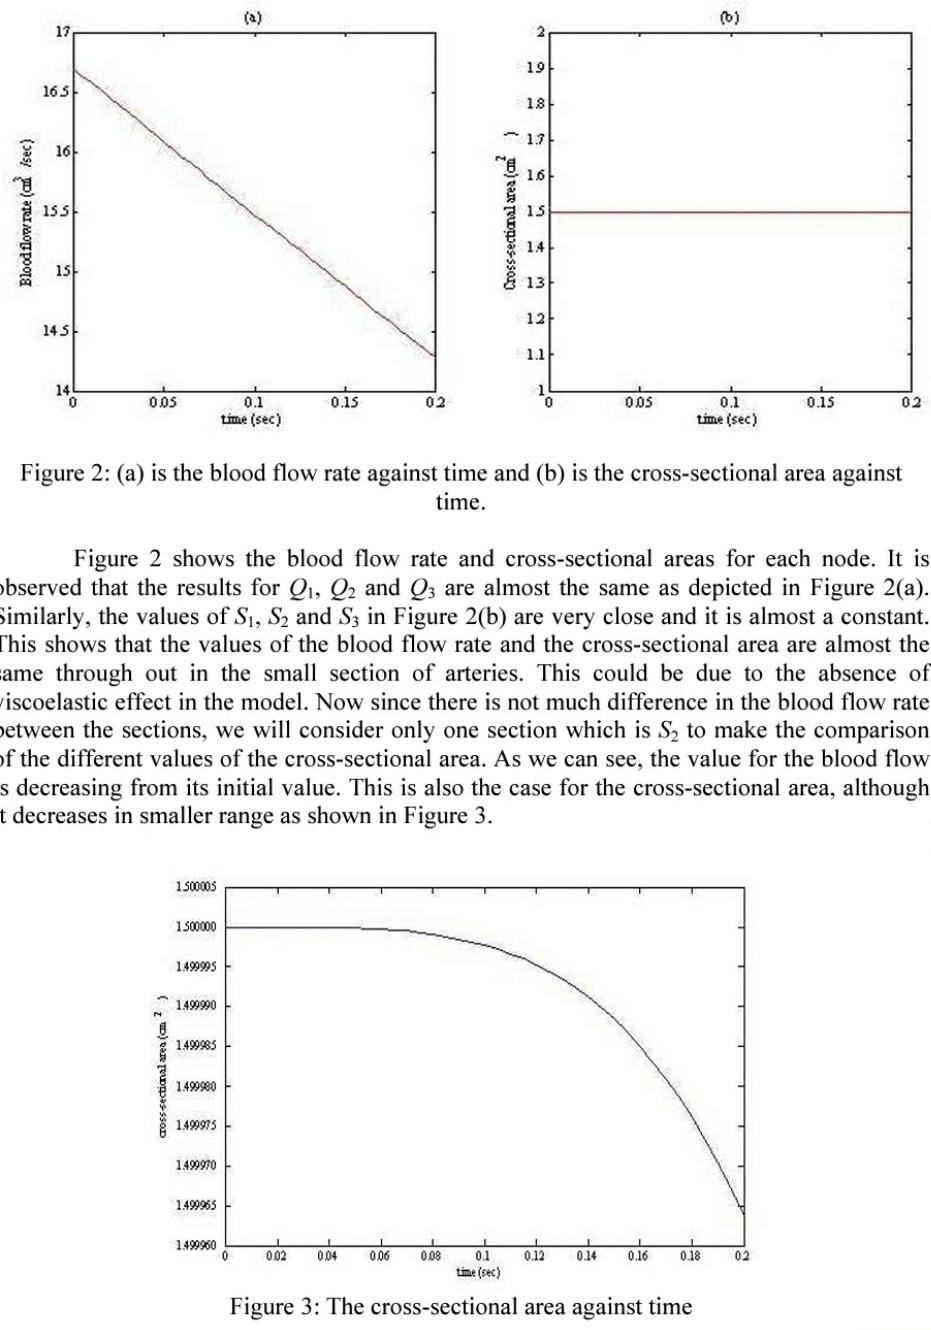 (a)
17
16.5
16
15.5
15
14.5
14
0 0.05 0.1 0.15 0.2
time (sec)
Blood flow rate (cm3 /sec)
(b)
2
1.9
1.8
1.7
1.6
1.5
1.4
1.3
1.2
1.1
1
0 0.05 0.1 0.15 0.2
time (sec)
Cross-sectional area (cm2 )
Figure 2: (a) is the blood flow rate against time and (b) is the cross-sectional area against
time.
Figure 2 shows the blood flow rate and cross-sectional areas for each node. It is
observed that the results for Q1, Q2 and Q3 are almost the same as depicted in Figure 2(a).
Similarly, the values of S1, S2 and S3 in Figure 2(b) are very close and it is almost a constant.
This shows that the values of the blood flow rate and the cross-sectional area are almost the
same through out in the small section of arteries. This could be due to the absence of
viscoelastic effect in the model. Now since there is not much difference in the blood flow rate
between the sections, we will consider only one section which is S2 to make the comparison
of the different values of the cross-sectional area. As we can see, the value for the blood flow
is decreasing from its initial value. This is also the case for the cross-sectional area, although
it decreases in smaller range as shown in Figure 3.
1.500005
1.500000
1.499995
1.499990
1.499985
1.499980
1.499975
1.499970
1.499965
1.499960
0 0.02 0.04 0.06 0.08 0.1 0.12 0.14 0.16 0.18 0.2
time (sec)
cross-sectional area (cm 2 )
Figure 3: The cross-sectional area against time